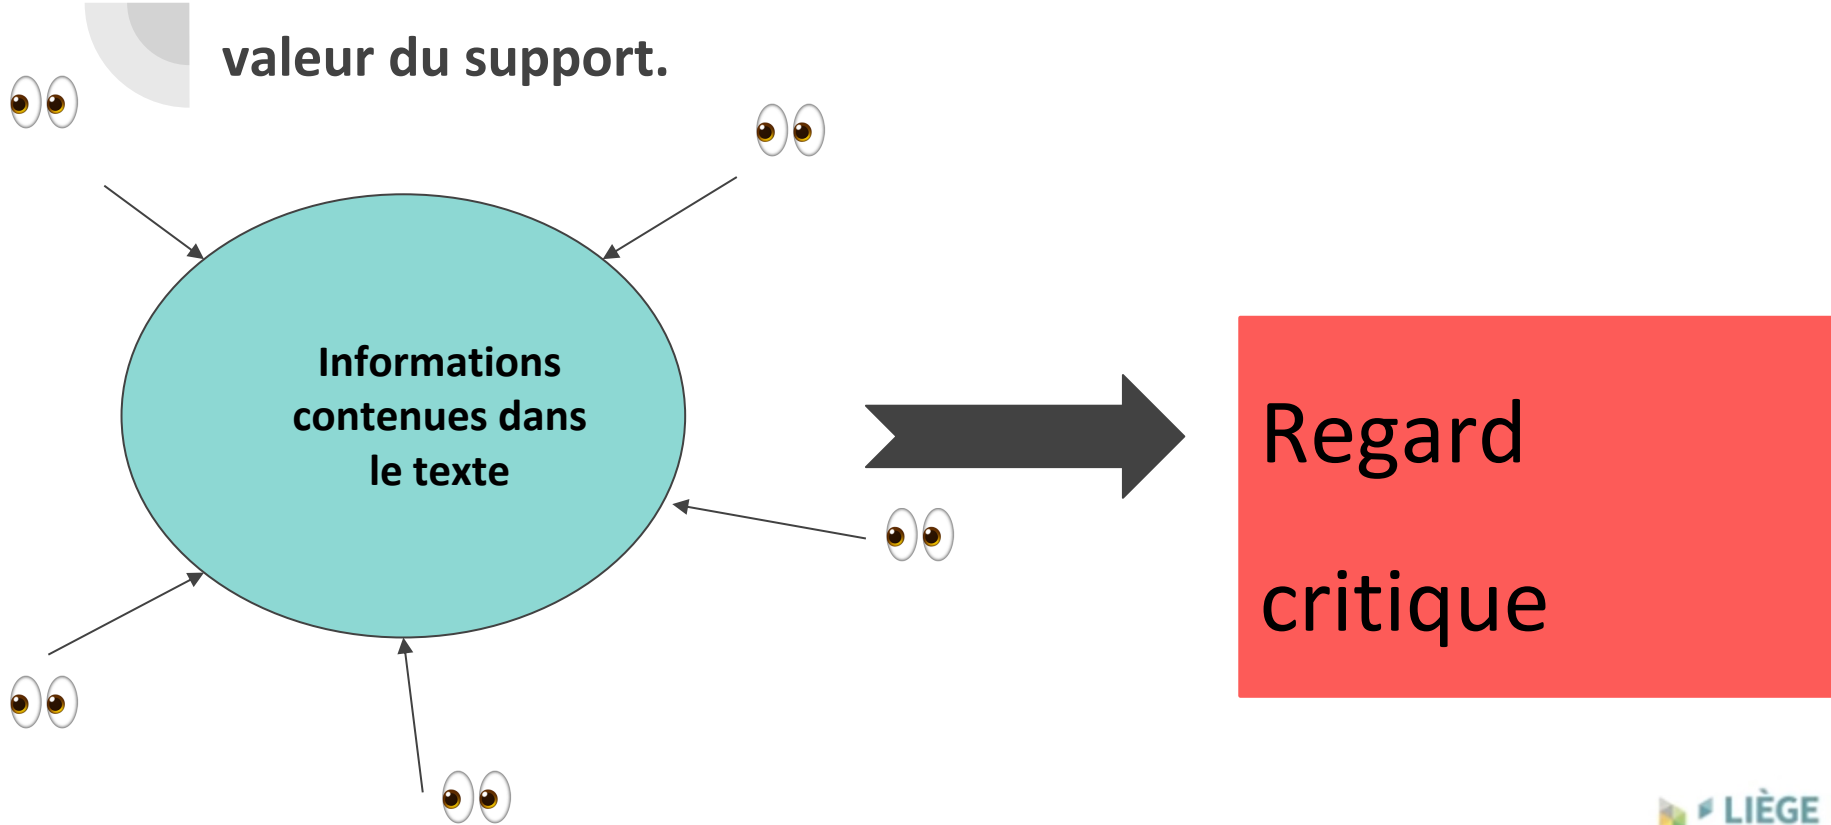 valeur du support.
Informations
contenues dans
le texte
Regard
critique
LIÈGE